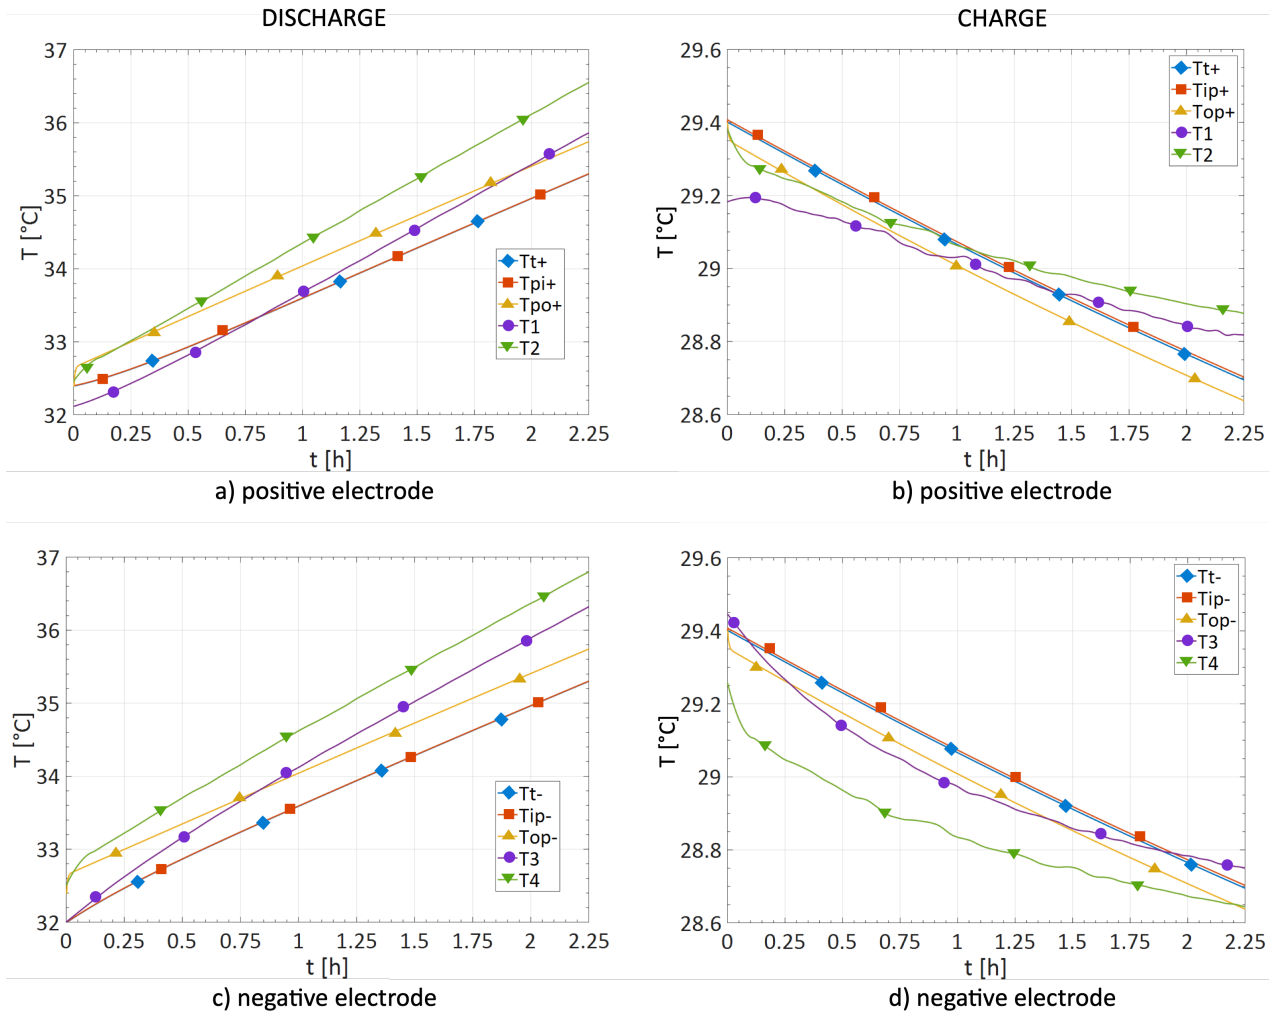 DISCHARGE
CHARGE
37
36
35
34
33
32
T [°C]
0 0.25 0.5 0.75 1 1.25 1.5 1.75 2 2.25
t [h]
Tt+
Tpi+
Tpo+
T1
T2
a) positive electrode
29.6
29.4
29.2
29
28.8
28.6
T [°C]
0 0.25 0.5 0.75 1 1.25 1.5 1.75 2 2.25
t [h]
Tt+
Tip+
Top+
T1
T2
b) positive electrode
37
36
35
34
33
32
T [°C]
0 0.25 0.5 0.75 1 1.25 1.5 1.75 2 2.25
t [h]
Tt-
Tip-
Top-
T3
T4
c) negative electrode
29.6
29.4
29.2
29
28.8
28.6
T [°C]
0 0.25 0.5 0.75 1 1.25 1.5 1.75 2 2.25
t [h]
Tt-
Tip-
Top-
T3
T4
d) negative electrode